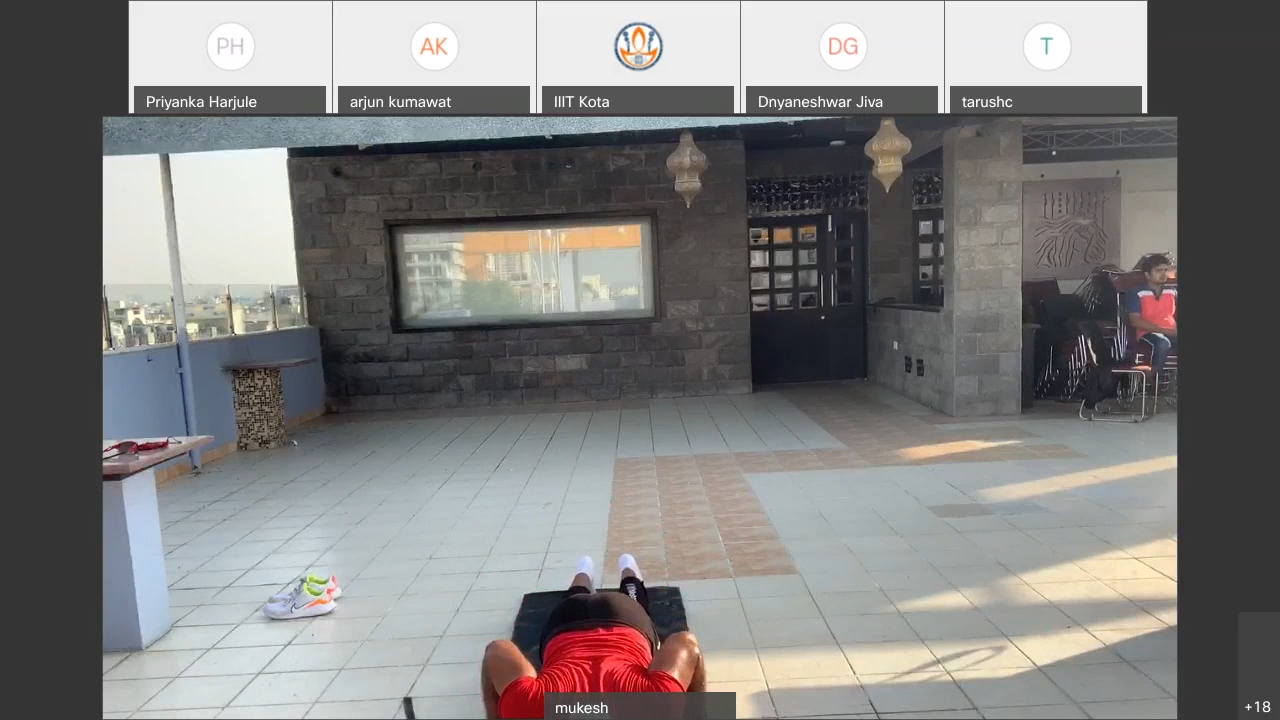 PH
AK
DG
T
Priyanka Harjule
arjun kumawat
IIIT Kota
Dnyaneshwar Jiva
tarushc
mukesh
+18